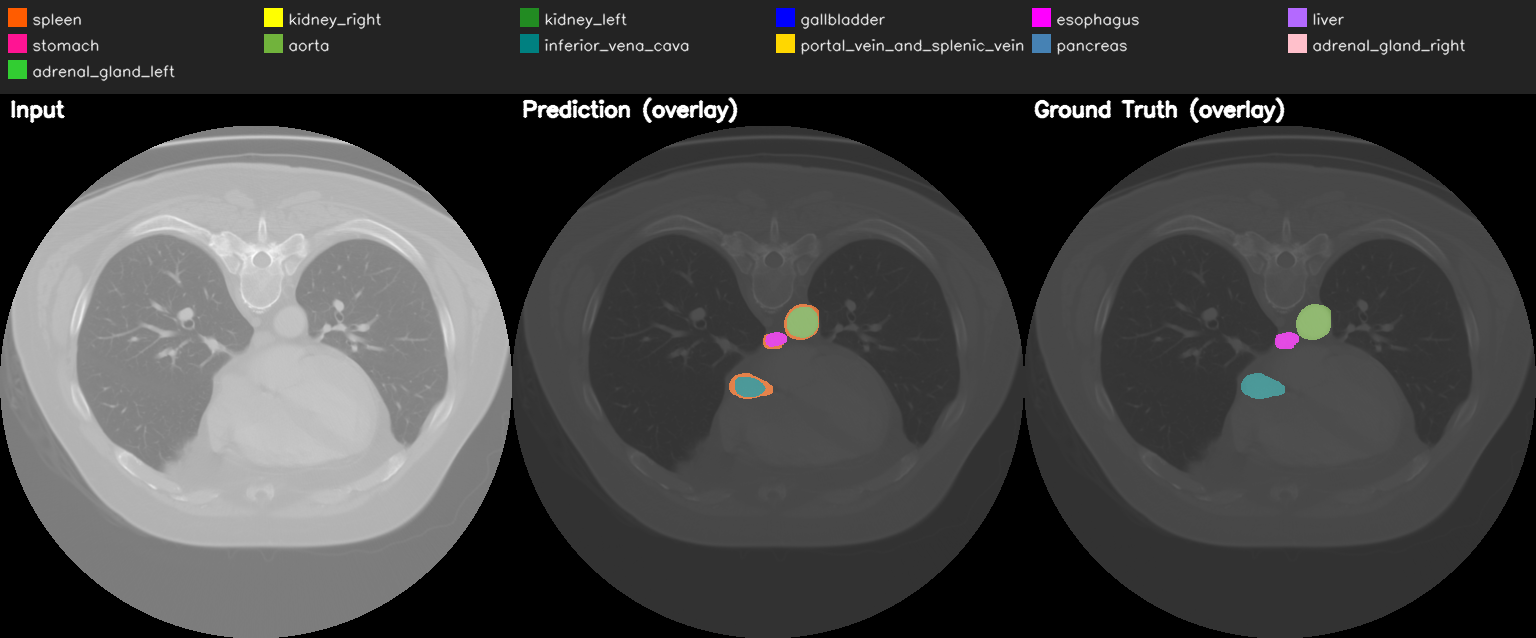 spleen kidney_right kidney_left gallbladder esophagus liver
stomach aorta inferior_vena_cava portal_vein_and_splenic_vein pancreas adrenal_gland_right
adrenal_gland_left
Input Prediction (overlay) Ground Truth (overlay)